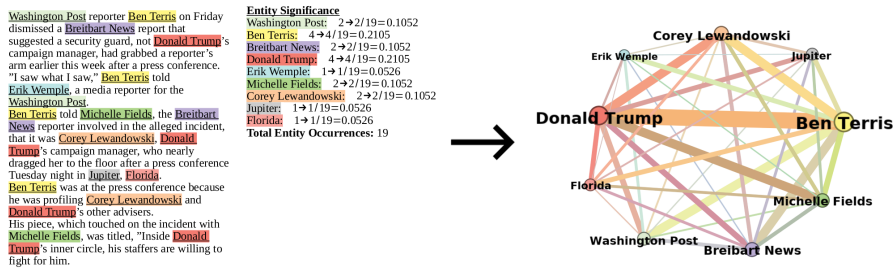 Washington Post reporter Ben Terris on Friday
dismissed a Breitbart News report that
suggested a security guard, not Donald Trump's
campaign manager, had grabbed a reporter's
arm earlier this week after a press conference.
”I saw what I saw,” Ben Terris told
Erik Wemple, a media reporter for the
Washington Post.
Ben Terris told Michelle Fields, the Breitbart
News reporter involved in the alleged incident,
that it was Corey Lewandowski, Donald
Trump's campaign manager, who nearly
dragged her to the floor after a press conference
Tuesday night in Jupiter, Florida.
Ben Terris was at the press conference because
he was profiling Corey Lewandowski and
Donald Trump's other advisers.
His piece, which touched on the incident with
Michelle Fields, was titled, ”Inside Donald
Trump's inner circle, his staffers are willing to
fight for him.
Entity Significance
Washington Post: 2→2/19=0.1052
Ben Terris: 4→4/19=0.2105
Breitbart News: 2→2/19=0.1052
Donald Trump: 4→4/19=0.2105
Erik Wemple: 1→1/19=0.0526
Michelle Fields: 2→2/19=0.1052
Corey Lewandowski: 2→2/19=0.1052
Jupiter: 1→1/19=0.0526
Florida: 1→1/19=0.0526
Total Entity Occurrences: 19
Corey Lewandowski
Erik Wemple
Jupiter
Donald Trump
Ben Terris
Florida
Michelle Fields
Washington Post
Breitbart News